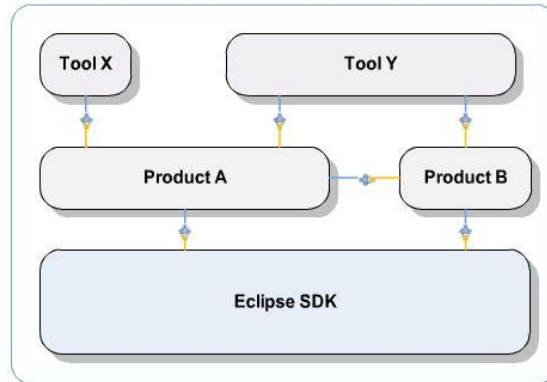 Tool X
Tool Y
Product A
Product B
Eclipse SDK